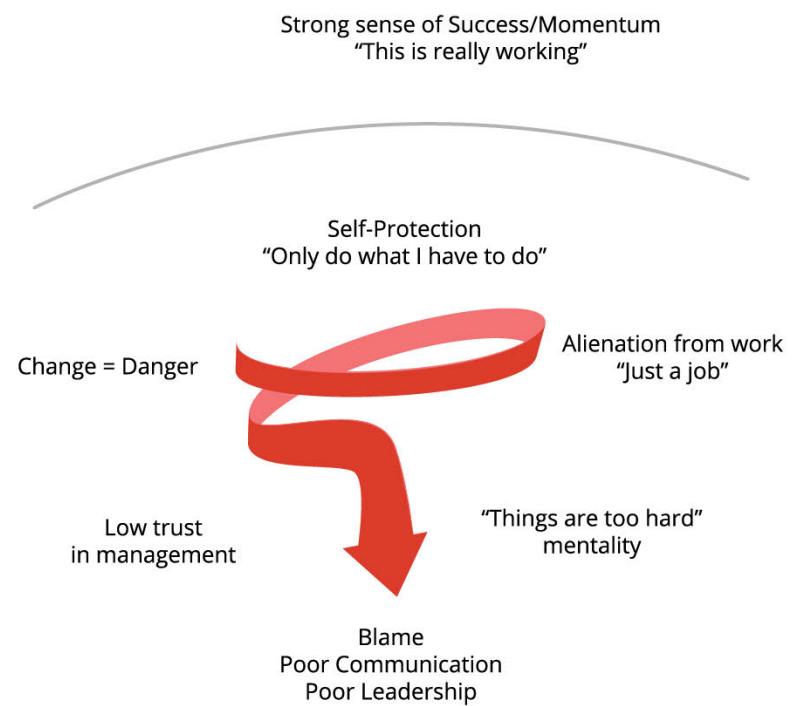 Strong sense of Success/Momentum
“This is really working”
Self-Protection
“Only do what I have to do”
Alienation from work
“Just a job”
Change = Danger
“Things are too hard”
mentality
Low trust
in management
Blame
Poor Communication
Poor Leadership